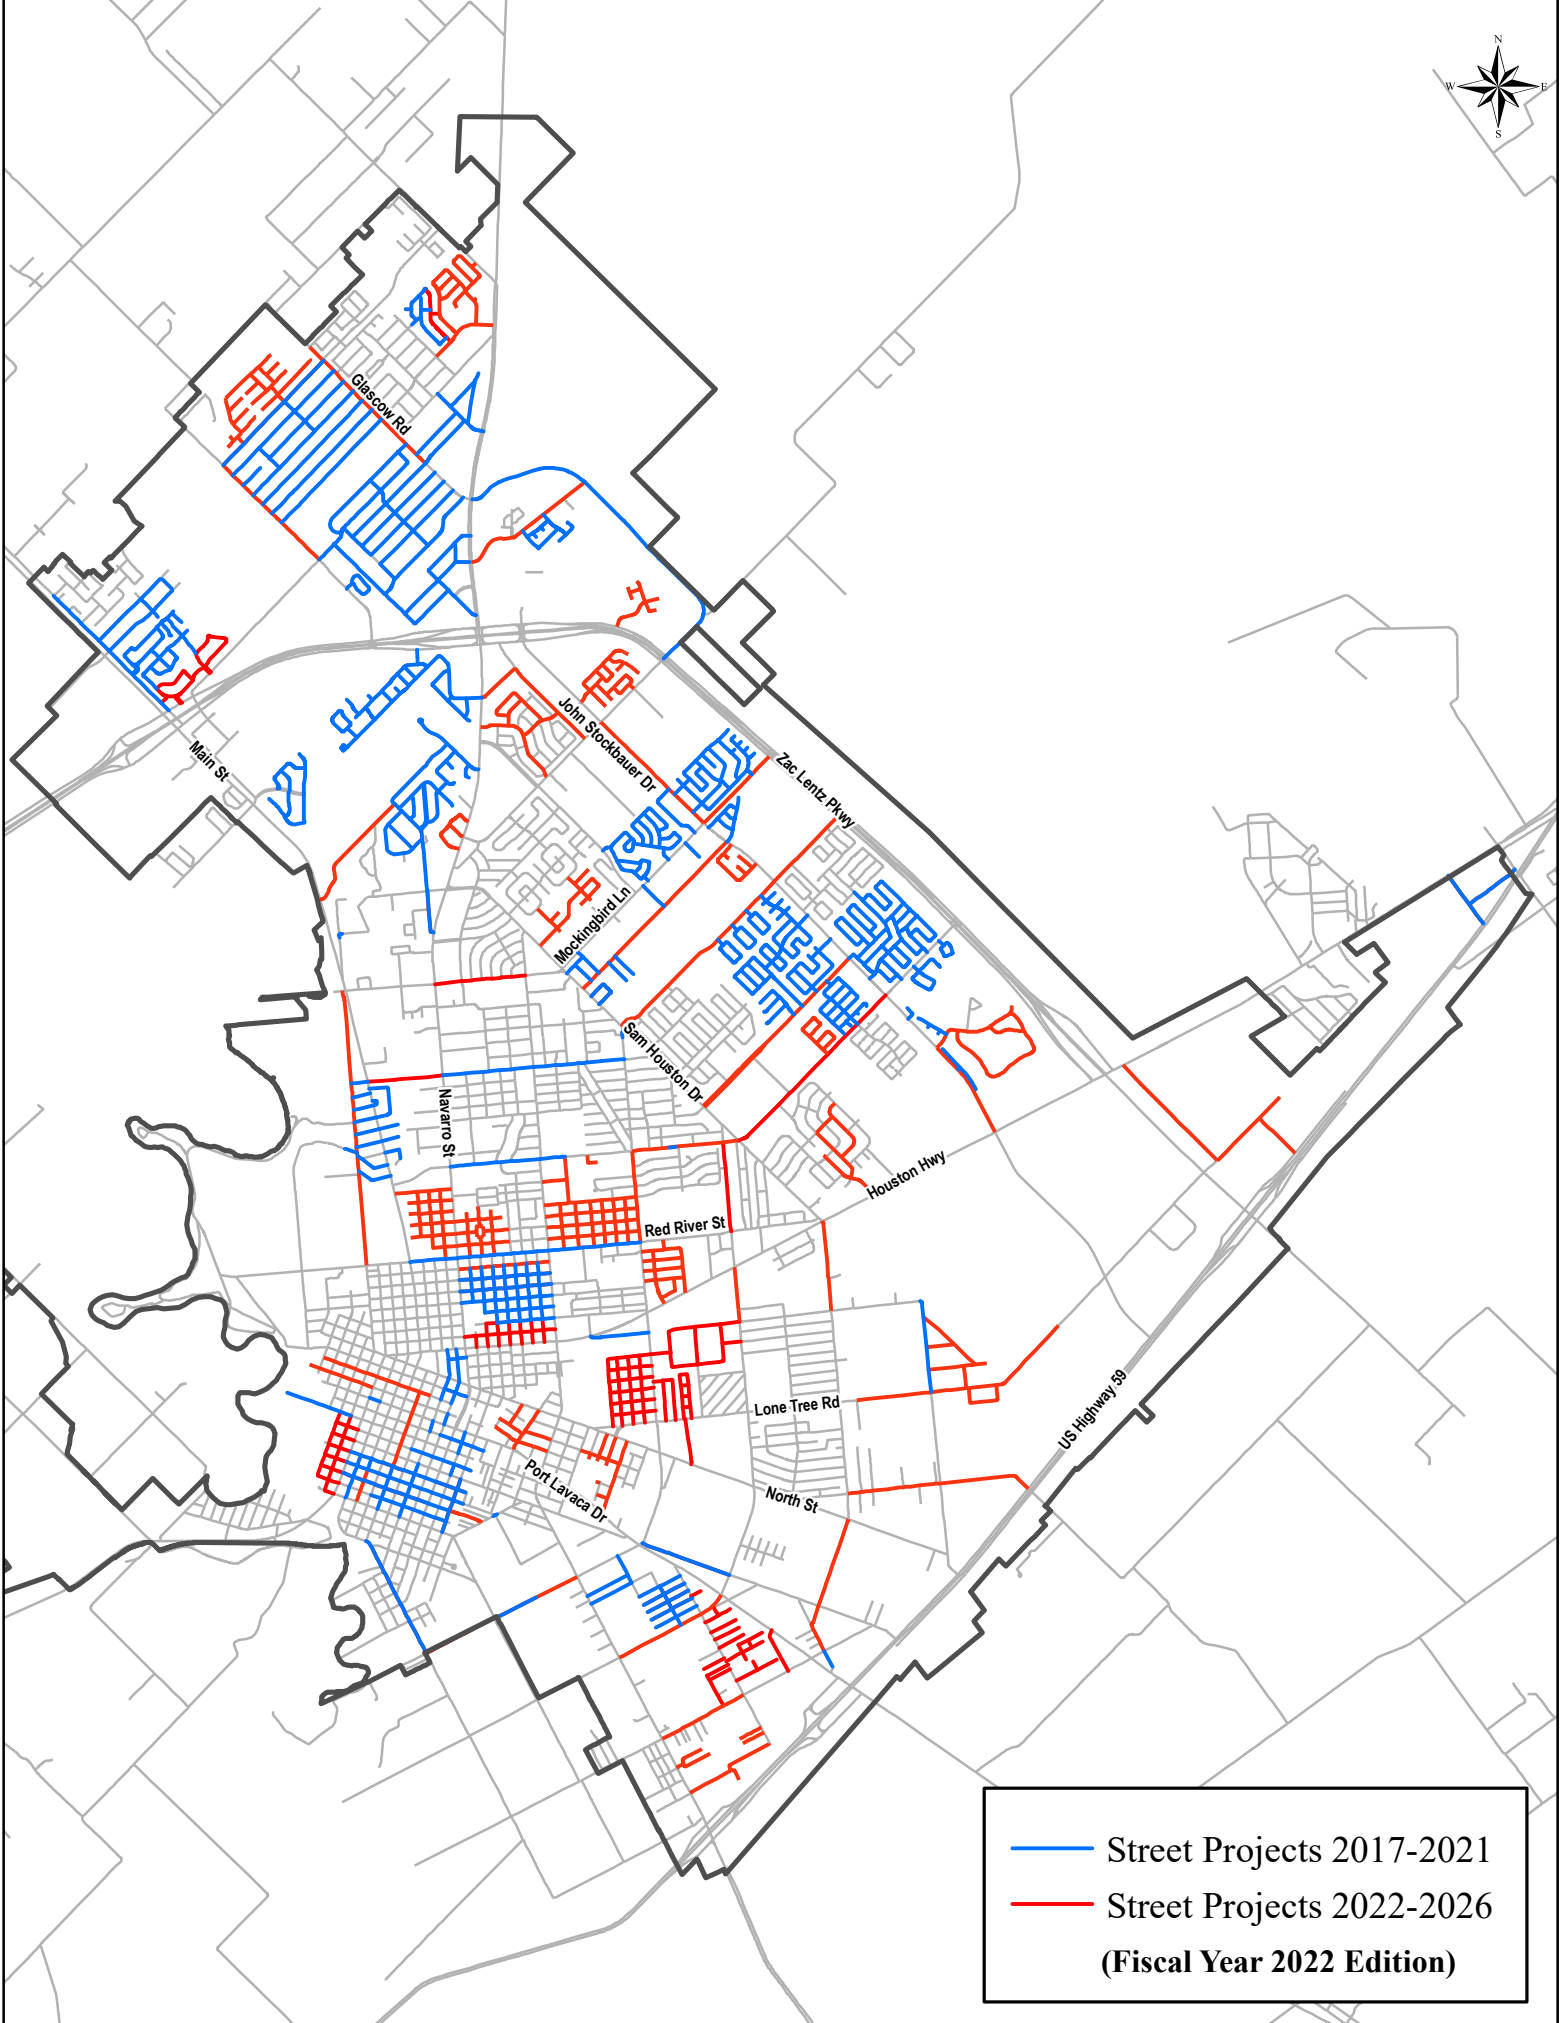 N
W
E
S
Glascow Rd
John Stockbauer Dr
Main St
Zac Lentz Pkwy
Mockingbird Ln
Sam Houston Dr
Navarro St
Houston Hwy
Red River St
Lone Tree Rd
US Highway 59
Port Lavaca Dr
North St
Street Projects 2017-2021
Street Projects 2022-2026
(Fiscal Year 2022 Edition)